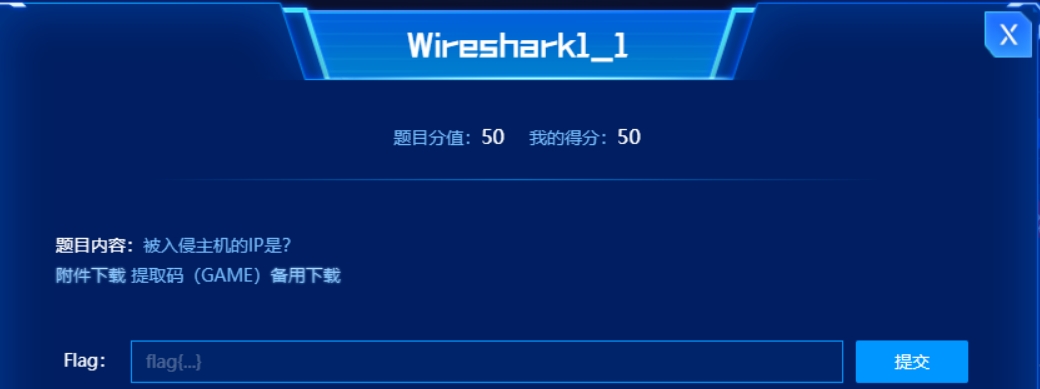 Wireshark1_1
X
题目分值：50 我的得分：50
题目内容：被入侵主机的IP是？
附件下载 提取码（GAME）备用下载
Flag： flag{...} 提交